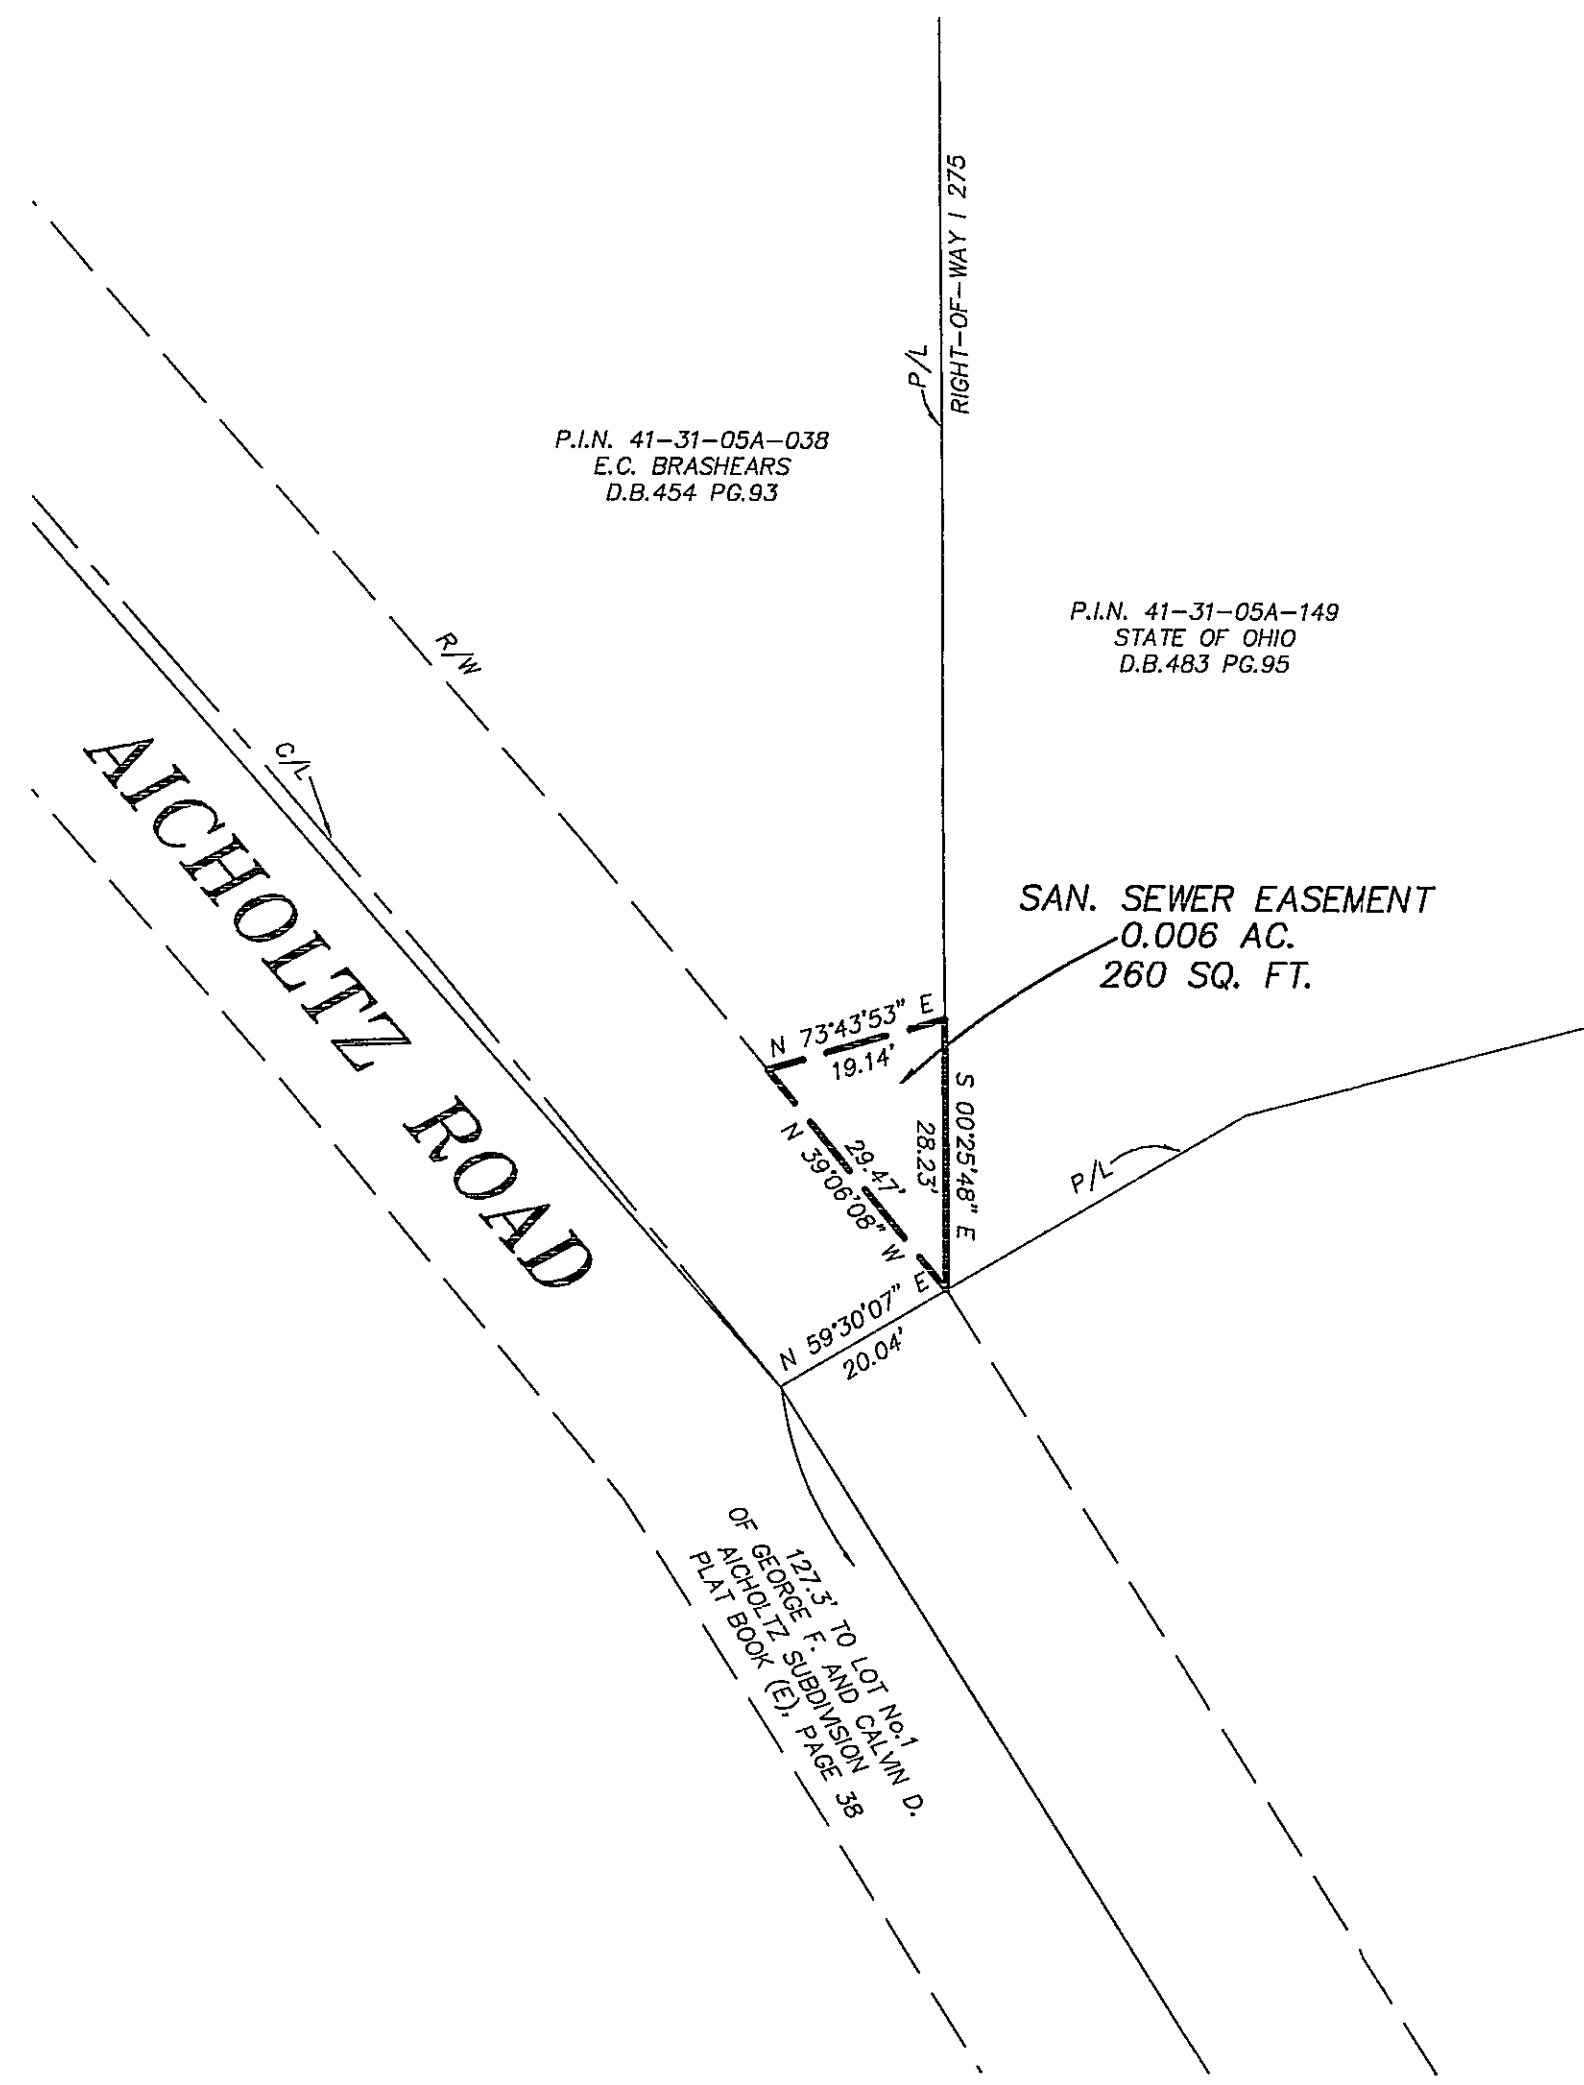 RIGHT-OF-WAY I 275
P/L
P.I.N. 41-31-05A-038
E.C. BRASHEARS
D.B.454 PG.93
P.I.N. 41-31-05A-149
STATE OF OHIO
D.B.483 PG.95
R/W
C/L
AICHOLTZ ROAD
SAN. SEWER EASEMENT
0.006 AC.
260 SQ. FT.
N 73°43'53" E
19.14'
S 00°25'48" E
28.23'
29.47'
N 39°06'08" W
P/L
N 59°30'07" E
20.04'
127.3' TO LOT No.1
OF GEORGE F. AND CALVIN D.
AICHOLTZ SUBDIVISION
PLAT BOOK (E), PAGE 38